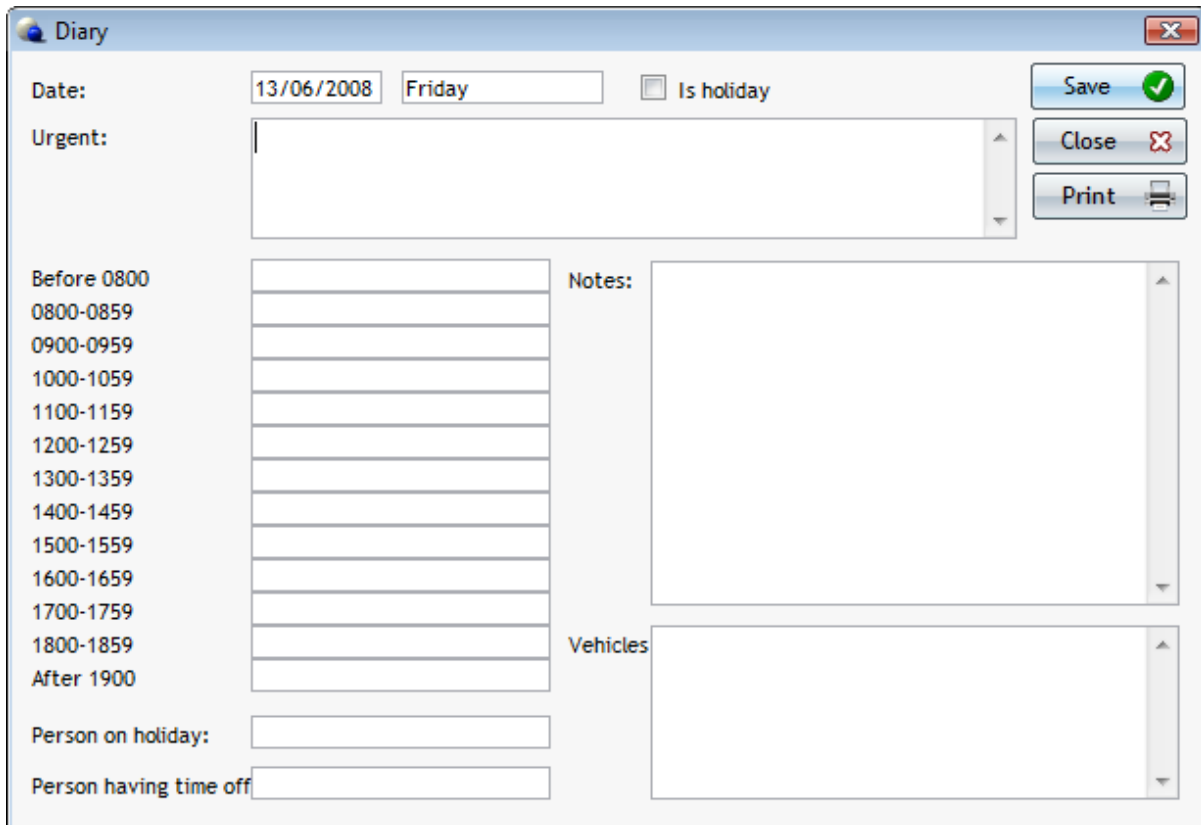 Diary
Date: 13/06/2008 Friday Is holiday Save
Urgent: Close
Print
Before 0800 Notes:
0800-0859
0900-0959
1000-1059
1100-1159
1200-1259
1300-1359
1400-1459
1500-1559
1600-1659
1700-1759
1800-1859 Vehicles
After 1900
Person on holiday:
Person having time off